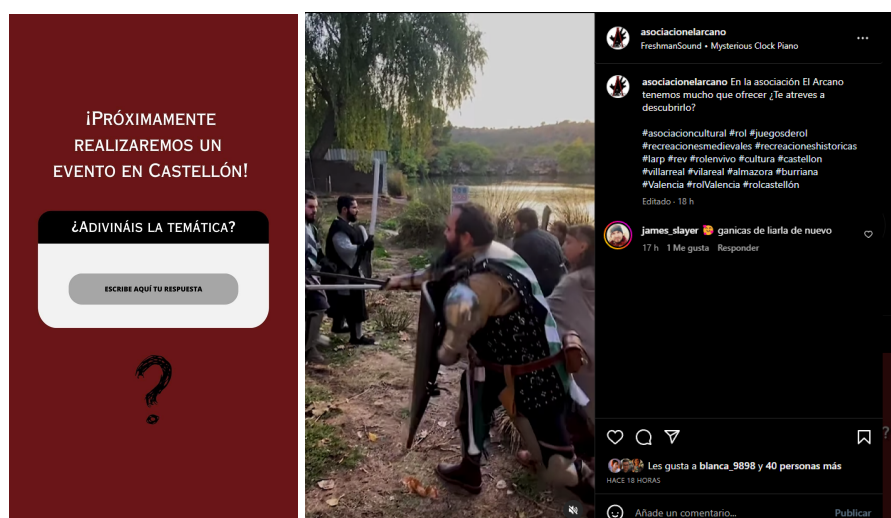 ¡Próximamente
realizaremos un
evento en Castellón!
¿Adivináis la temática?
ESCRIBE AQUÍ TU RESPUESTA
?
asociacionelarcano
FreshmanSound • Mysterious Clock Piano
asociacionelarcano En la asociación El Arcano
tenemos mucho que ofrecer ¿Te atreves a
descubrirlo?
#asociacioncultural #rol #juegosderol
#recreacionesmedievales #recreacioneshistoricas
#larp #rev #rolenvivo #cultura #castellon
#villarreal #vilareal #almazora #burriana
#Valencia #rolValencia #rolcastellón
Editado · 18 h
james_slayer 🥰 ganicas de liarla de nuevo
17 h 1 Me gusta Responder
Les gusta a blanca_9898 y 40 personas más
HACE 18 HORAS
Añade un comentario... Publicar